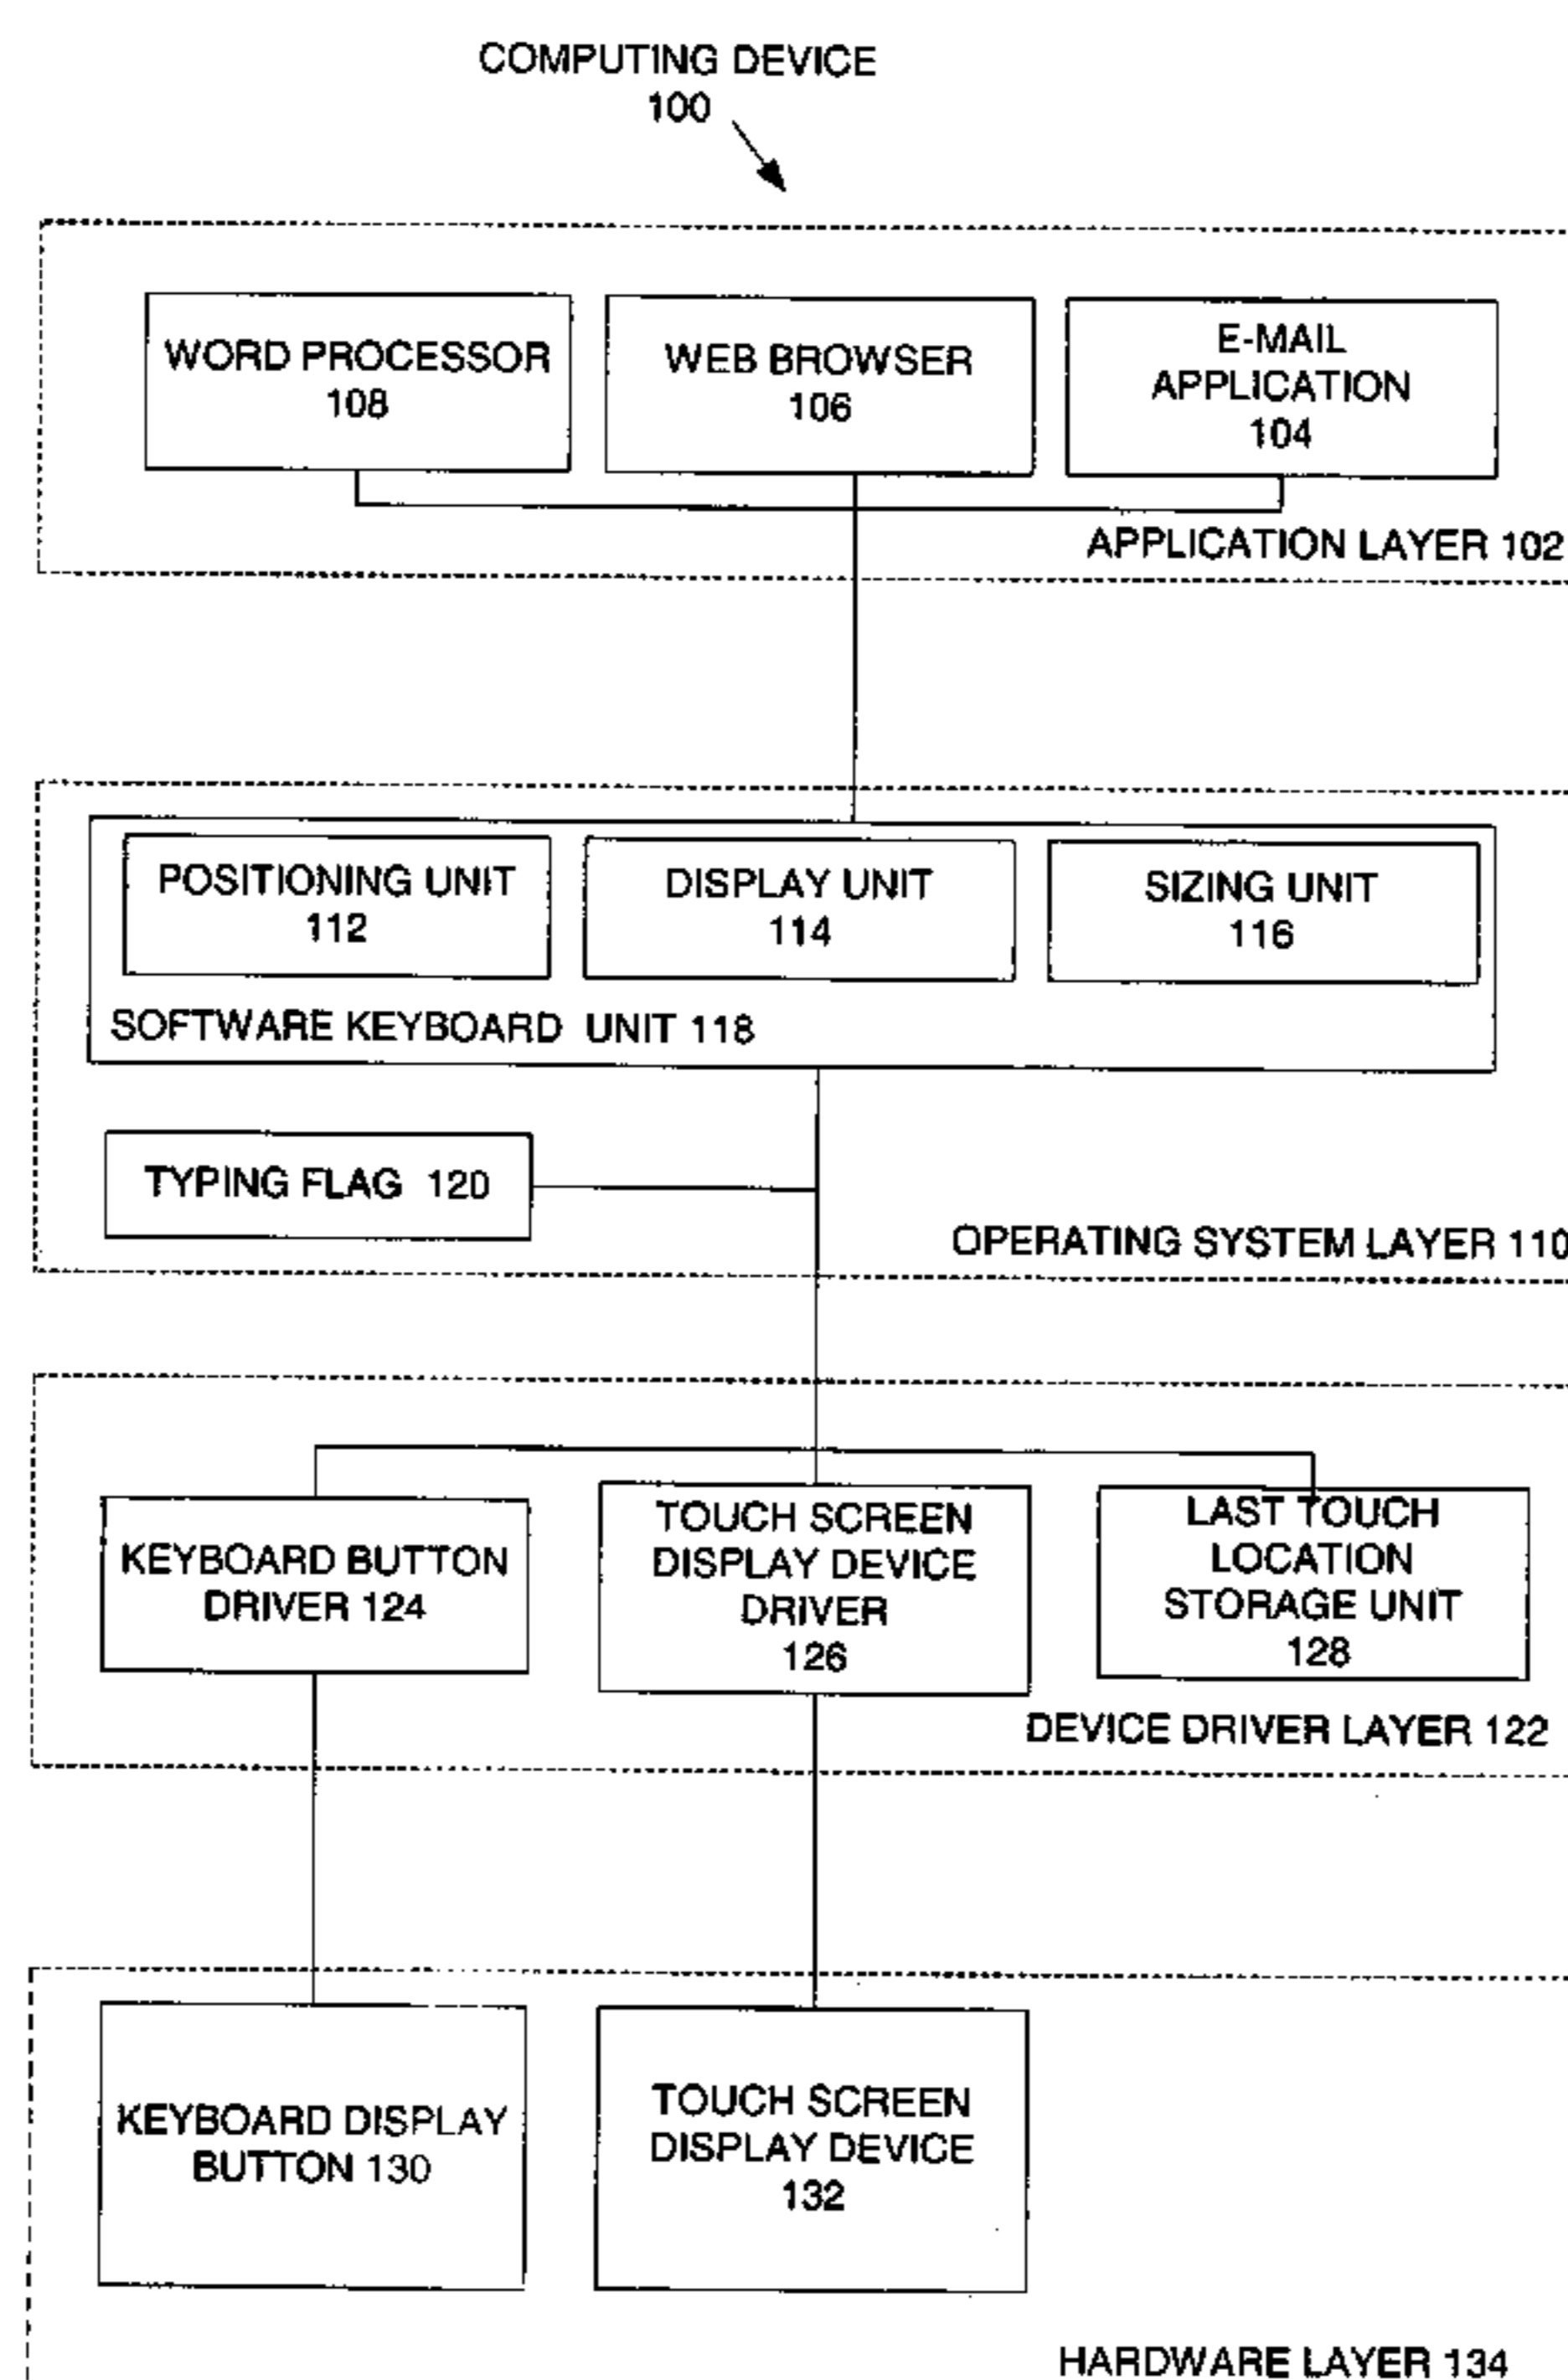 COMPUTING DEVICE
100
WORD PROCESSOR
108
WEB BROWSER
106
E-MAIL
APPLICATION
104
APPLICATION LAYER 102
POSITIONING UNIT
112
DISPLAY UNIT
114
SIZING UNIT
116
SOFTWARE KEYBOARD UNIT 118
TYPING FLAG 120
OPERATING SYSTEM LAYER 110
KEYBOARD BUTTON
DRIVER 124
TOUCH SCREEN
DISPLAY DEVICE
DRIVER
126
LAST TOUCH
LOCATION
STORAGE UNIT
128
DEVICE DRIVER LAYER 122
KEYBOARD DISPLAY
BUTTON 130
TOUCH SCREEN
DISPLAY DEVICE
132
HARDWARE LAYER 134